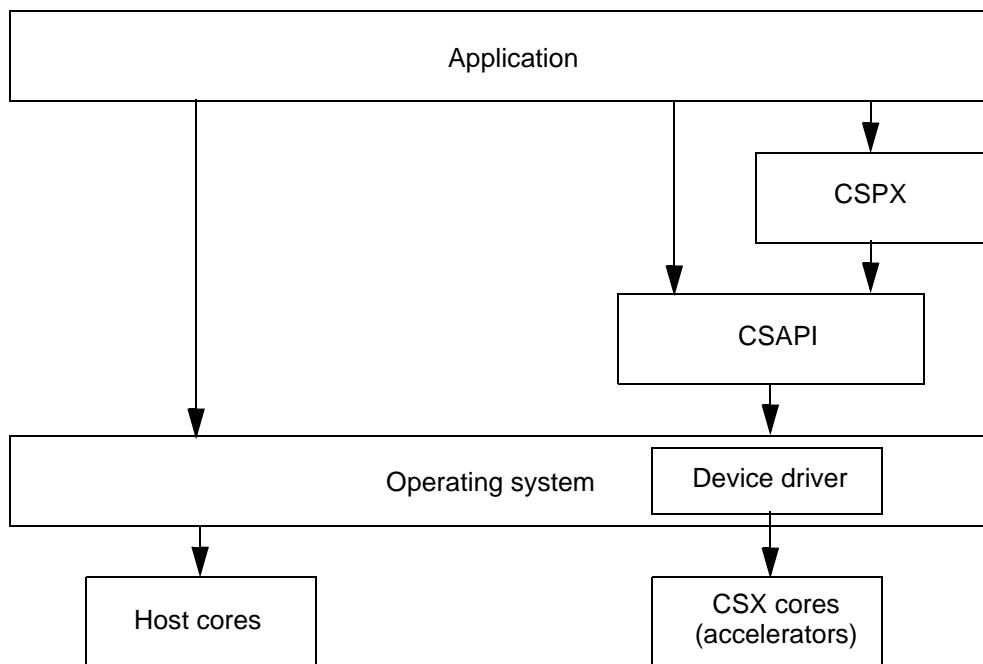 Application
CSPX
CSAPI
Operating system
Device driver
Host cores
CSX cores
(accelerators)